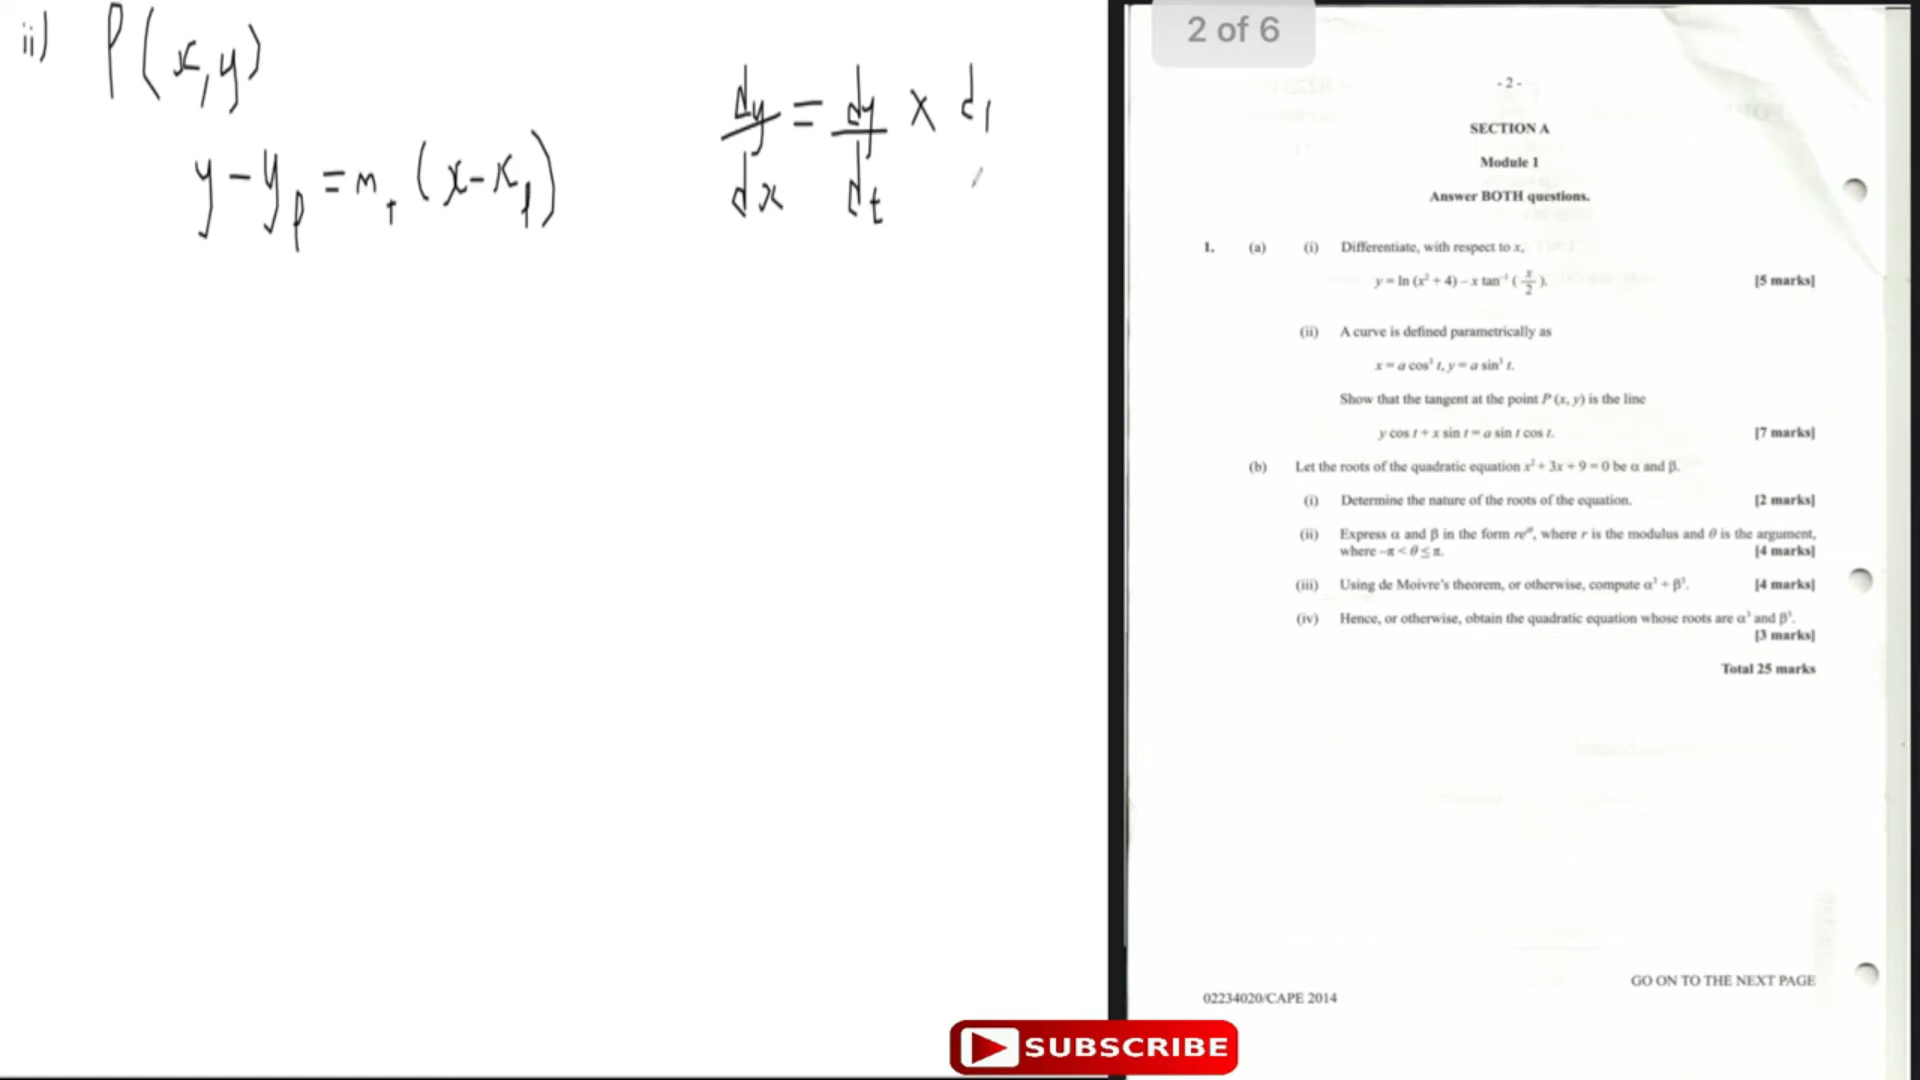 ii) P(x,y)
y - y_p = m_t (x - x_p)
dy/dx = dy/dt × d
2 of 6
- 2 -
SECTION A
Module 1
Answer BOTH questions.
1. (a) (i) Differentiate, with respect to x,
y = ln (x² + 4) – x tan⁻¹ (x/2). [5 marks]
(ii) A curve is defined parametrically as
x = a cos³ t, y = a sin³ t.
Show that the tangent at the point P (x, y) is the line
y cos t + x sin t = a sin t cos t. [7 marks]
(b) Let the roots of the quadratic equation x² + 3x + 9 = 0 be α and β.
(i) Determine the nature of the roots of the equation. [2 marks]
(ii) Express α and β in the form re^{iθ}, where r is the modulus and θ is the argument,
where –π < θ ≤ π. [4 marks]
(iii) Using de Moivre's theorem, or otherwise, compute α³ + β³. [4 marks]
(iv) Hence, or otherwise, obtain the quadratic equation whose roots are α³ and β³.
[3 marks]
Total 25 marks
GO ON TO THE NEXT PAGE
02234020/CAPE 2014
SUBSCRIBE